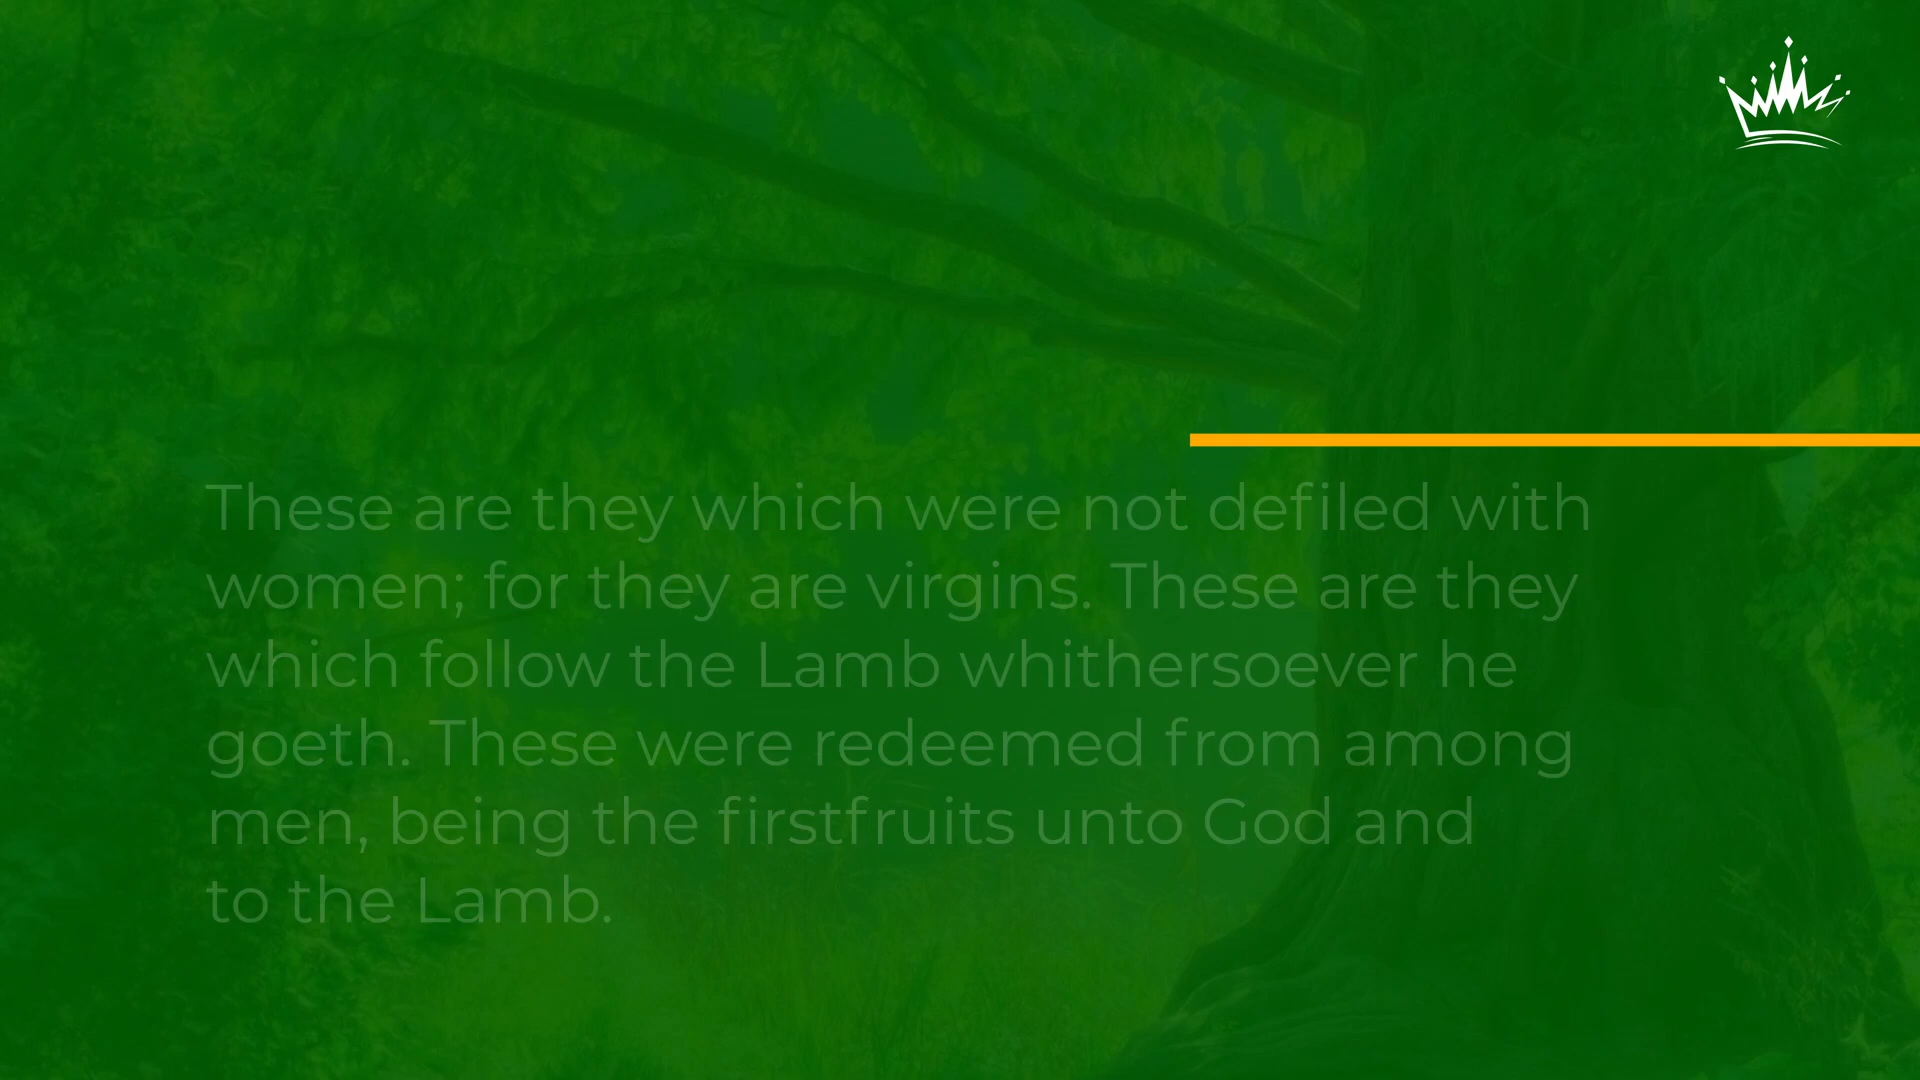 These are they which were not defiled with
women; for they are virgins. These are they
which follow the Lamb whithersoever he
goeth. These were redeemed from among
men, being the firstfruits unto God and
to the Lamb.